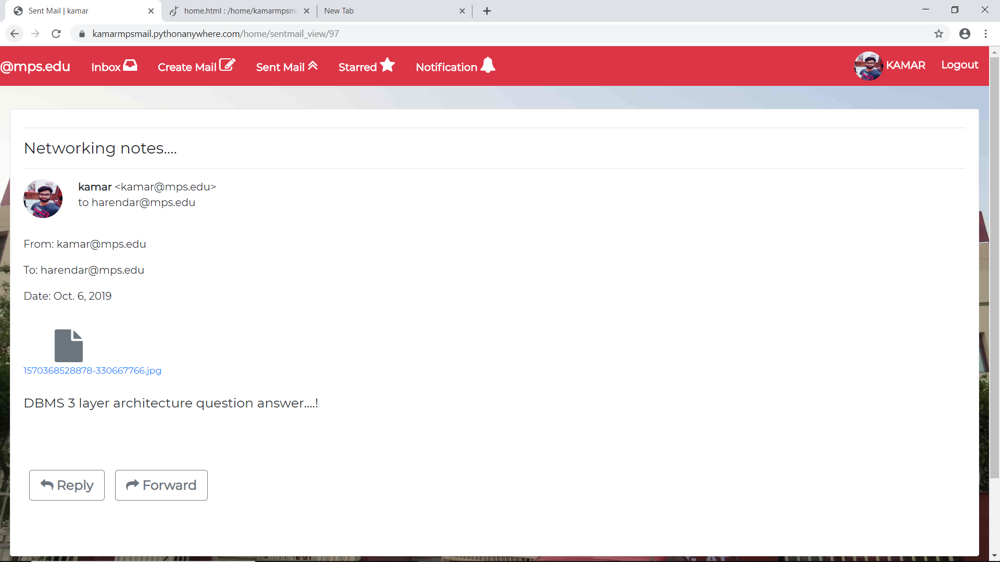 Sent Mail | kamar
home.html : /home/kamarmpsma
New Tab
kamarmpsmail.pythonanywhere.com/home/sentmail_view/97
@mps.edu
Inbox
Create Mail
Sent Mail
Starred
Notification
KAMAR
Logout
Networking notes....
kamar <kamar@mps.edu>
to harendar@mps.edu
From: kamar@mps.edu
To: harendar@mps.edu
Date: Oct. 6, 2019
1570368528878-330667766.jpg
DBMS 3 layer architecture question answer....!
Reply
Forward